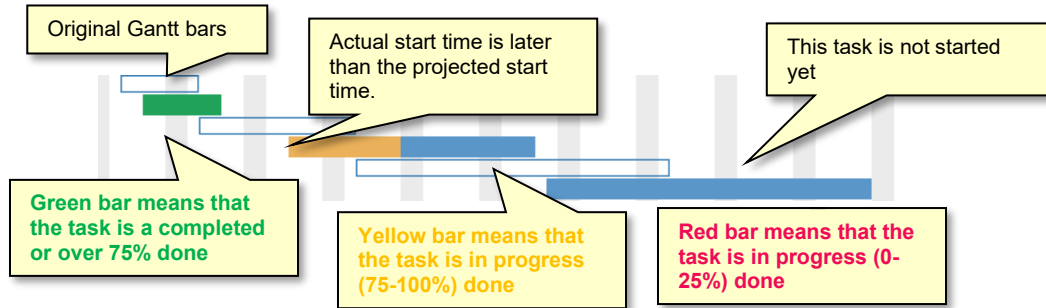 Original Gantt bars
Actual start time is later
than the projected start
time.
This task is not started
yet
Green bar means that
the task is a completed
or over 75% done
Yellow bar means that
the task is in progress
(75-100%) done
Red bar means that the
task is in progress (0-
25%) done